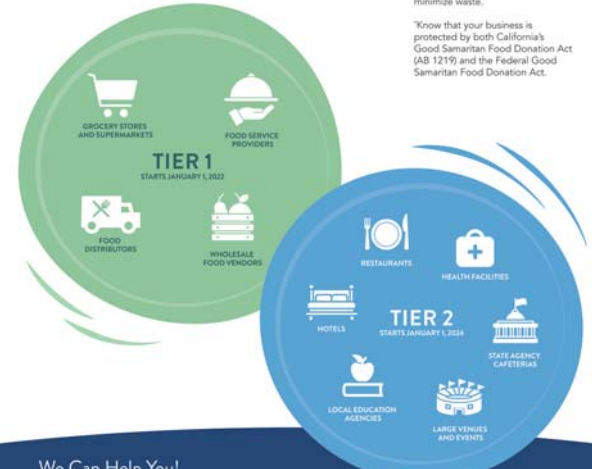 minimize waste.
*Know that your business is
protected by both California's
Good Samaritan Food Donation Act
(AB 1219) and the Federal Good
Samaritan Food Donation Act.
GROCERY STORES
AND SUPERMARKETS
FOOD SERVICE
PROVIDERS
TIER 1
STARTS JANUARY 1, 2022
FOOD
DISTRIBUTORS
WHOLESALE
FOOD VENDORS
RESTAURANTS
HEALTH FACILITIES
HOTELS
TIER 2
STARTS JANUARY 1, 2024
STATE AGENCY
CAFETERIAS
LOCAL EDUCATION
AGENCIES
LARGE VENUES
AND EVENTS
We Can Help You!